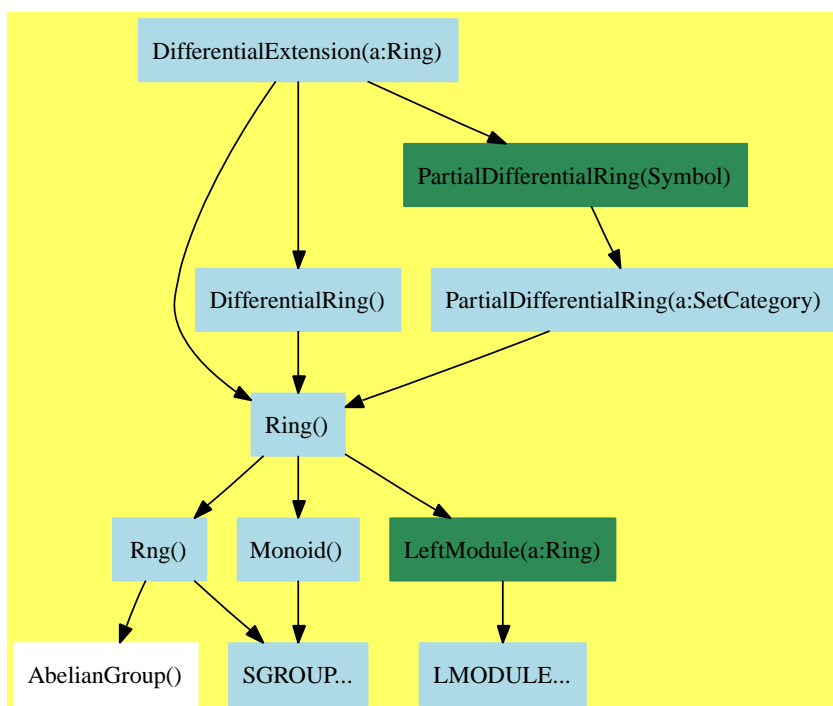 DifferentialExtension(a:Ring)
PartialDifferentialRing(Symbol)
DifferentialRing()
PartialDifferentialRing(a:SetCategory)
Ring()
Rng()
Monoid()
LeftModule(a:Ring)
AbelianGroup()
SGROUP...
LMODULE...